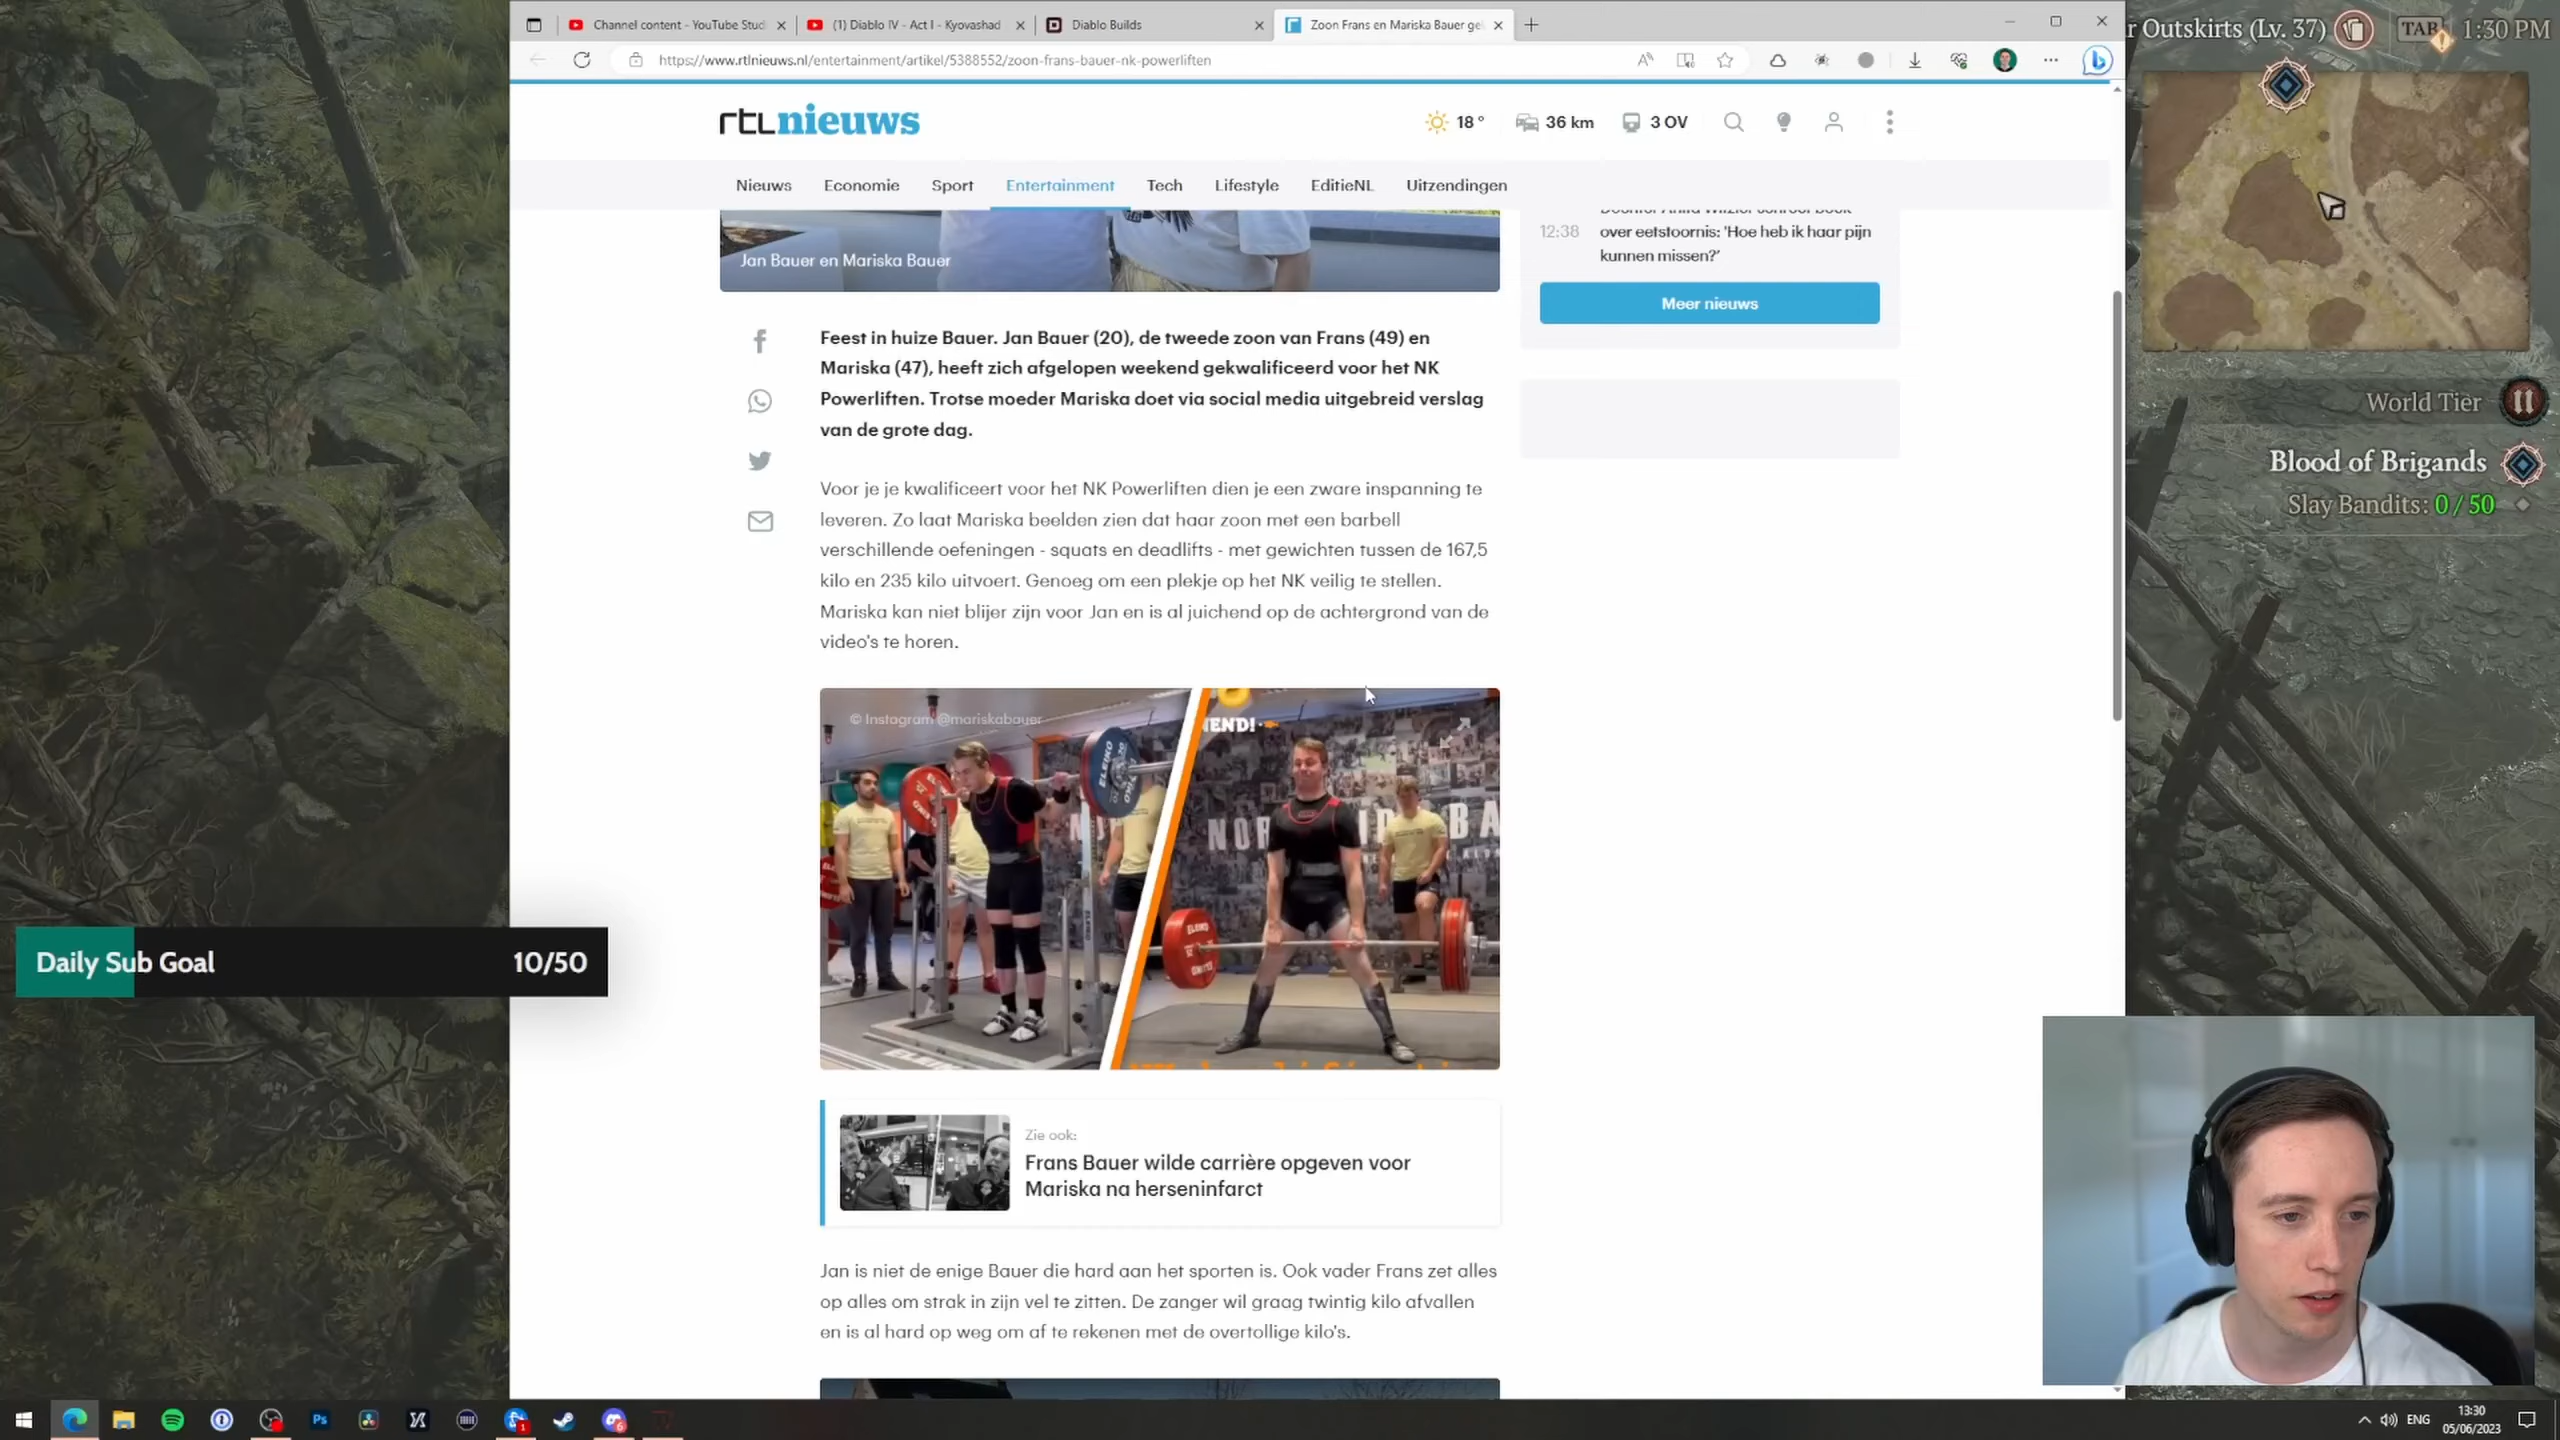 Channel content - YouTube Stud
(1) Diablo IV - Act I - Kyovashad
Diablo Builds
Zoon Frans en Mariska Bauer ge
https://www.rtlnieuws.nl/entertainment/artikel/5388552/zoon-frans-bauer-nk-powerliften
r Outskirts (Lv. 37)
TAB
1:30 PM
rtlnieuws
18°
36 km
3 OV
Nieuws
Economie
Sport
Entertainment
Tech
Lifestyle
EditieNL
Uitzendingen
Jan Bauer en Mariska Bauer
12:38
over eetstoornis: 'Hoe heb ik haar pijn
kunnen missen?'
Meer nieuws
World Tier
Blood of Brigands
Slay Bandits: 0 / 50
Feest in huize Bauer. Jan Bauer (20), de tweede zoon van Frans (49) en
Mariska (47), heeft zich afgelopen weekend gekwalificeerd voor het NK
Powerliften. Trotse moeder Mariska doet via social media uitgebreid verslag
van de grote dag.
Voor je je kwalificeert voor het NK Powerliften dien je een zware inspanning te
leveren. Zo laat Mariska beelden zien dat haar zoon met een barbell
verschillende oefeningen - squats en deadlifts - met gewichten tussen de 167,5
kilo en 235 kilo uitvoert. Genoeg om een plekje op het NK veilig te stellen.
Mariska kan niet blijer zijn voor Jan en is al juichend op de achtergrond van de
video's te horen.
© Instagram @mariskabauer
IEND!
ELEIKO
ELEIKO
Zie ook:
Frans Bauer wilde carrière opgeven voor
Mariska na herseninfarct
Jan is niet de enige Bauer die hard aan het sporten is. Ook vader Frans zet alles
op alles om strak in zijn vel te zitten. De zanger wil graag twintig kilo afvallen
en is al hard op weg om af te rekenen met de overtollige kilo's.
Daily Sub Goal
10/50
Ps
ENG
13:30
05/06/2023